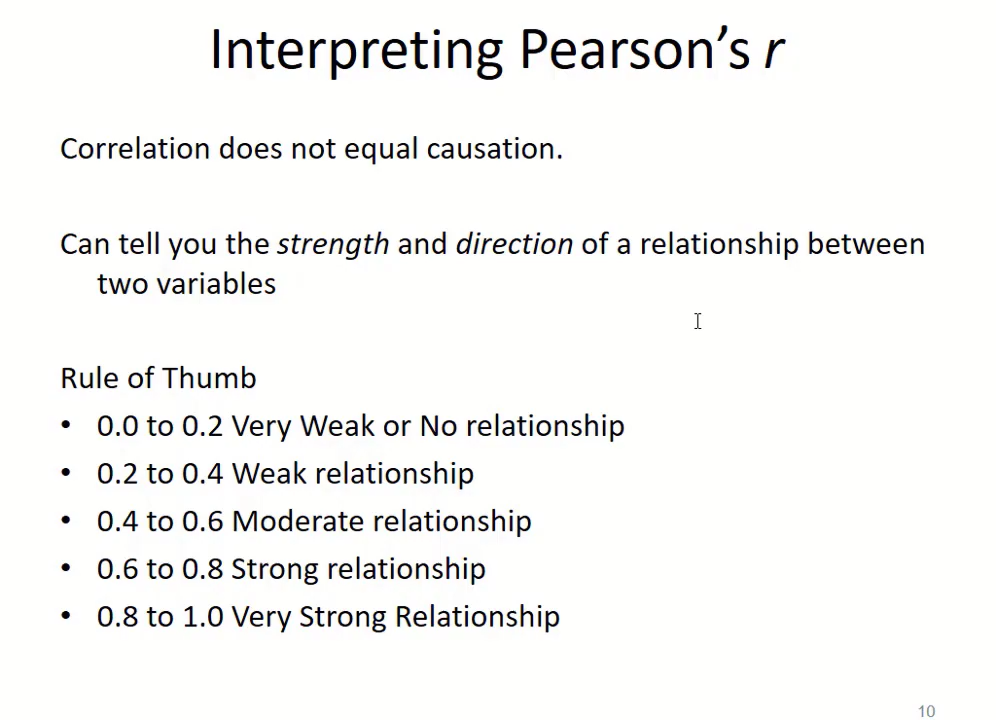 Interpreting Pearson’s r
Correlation does not equal causation.
Can tell you the strength and direction of a relationship between
two variables
Rule of Thumb
• 0.0 to 0.2 Very Weak or No relationship
• 0.2 to 0.4 Weak relationship
• 0.4 to 0.6 Moderate relationship
• 0.6 to 0.8 Strong relationship
• 0.8 to 1.0 Very Strong Relationship
10